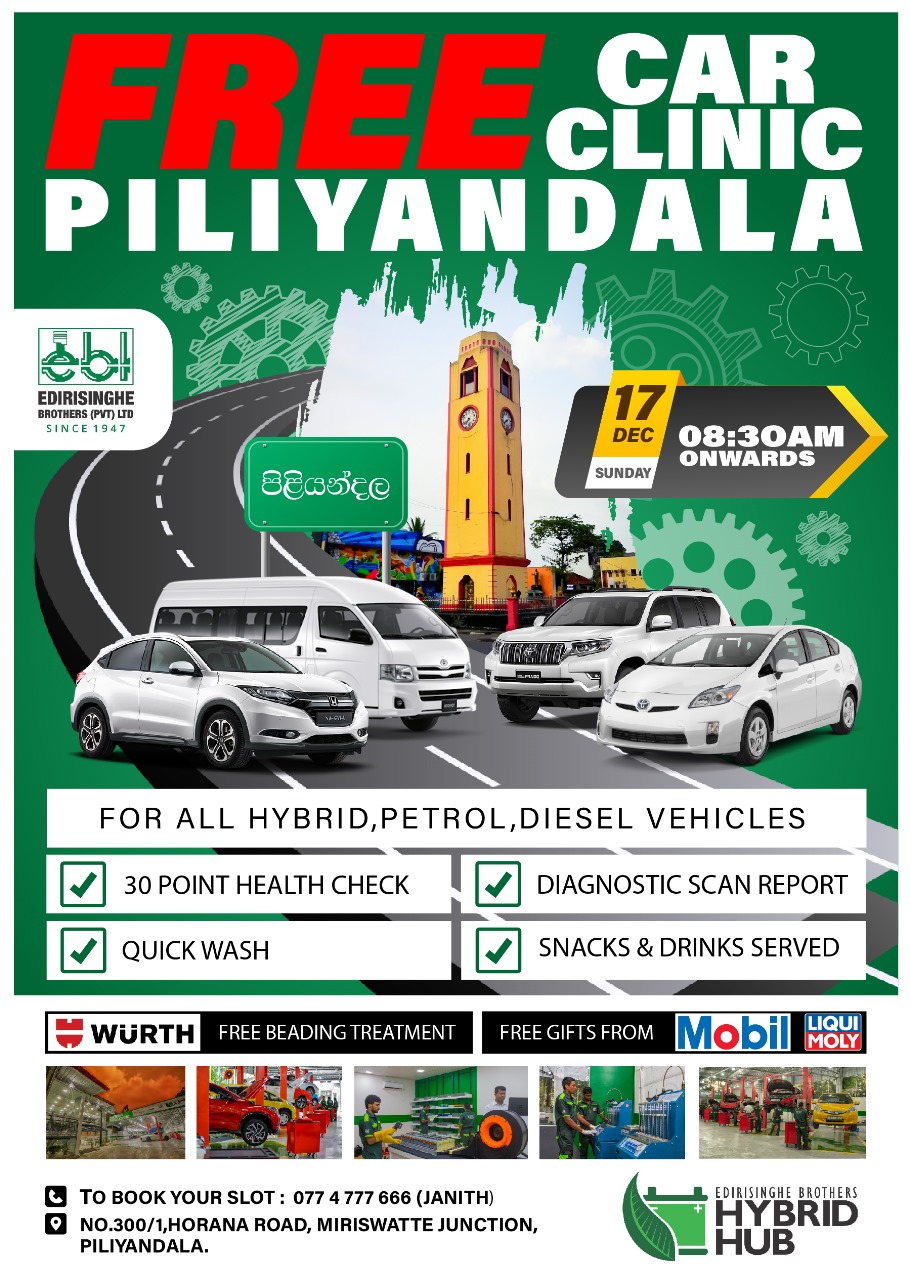 FREE CAR
CLINIC
PILIYANDALA
ebl
EDIRISINGHE
BROTHERS (PVT) LTD
SINCE 1947
17
DEC
SUNDAY
08:30AM
ONWARDS
පිළියන්දල
FOR ALL HYBRID,PETROL,DIESEL VEHICLES
30 POINT HEALTH CHECK
DIAGNOSTIC SCAN REPORT
QUICK WASH
SNACKS & DRINKS SERVED
WÜRTH FREE BEADING TREATMENT
FREE GIFTS FROM Mobil LIQUI
MOLY
TO BOOK YOUR SLOT : 077 4 777 666 (JANITH)
NO.300/1,HORANA ROAD, MIRISWATTE JUNCTION,
PILIYANDALA.
EDIRISINGHE BROTHERS
HYBRID
HUB